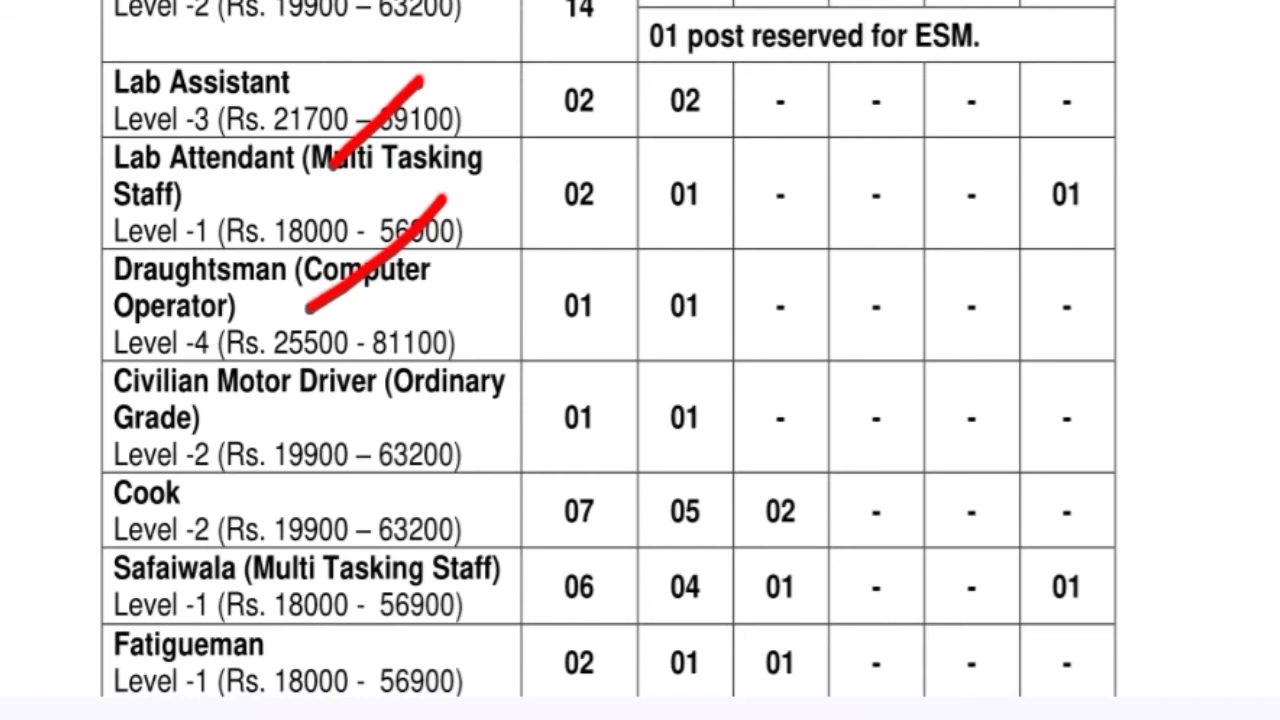 Level -2 (Rs. 19900 – 63200)
14
01 post reserved for ESM.
Lab Assistant
Level -3 (Rs. 21700 – 69100)
02 02 - - - -
Lab Attendant (Multi Tasking
Staff)
Level -1 (Rs. 18000 - 56900)
02 01 - - - 01
Draughtsman (Computer
Operator)
Level -4 (Rs. 25500 - 81100)
01 01 - - - -
Civilian Motor Driver (Ordinary
Grade)
Level -2 (Rs. 19900 – 63200)
01 01 - - - -
Cook
Level -2 (Rs. 19900 – 63200)
07 05 02 - - -
Safaiwala (Multi Tasking Staff)
Level -1 (Rs. 18000 - 56900)
06 04 01 - - 01
Fatigueman
Level -1 (Rs. 18000 - 56900)
02 01 01 - - -